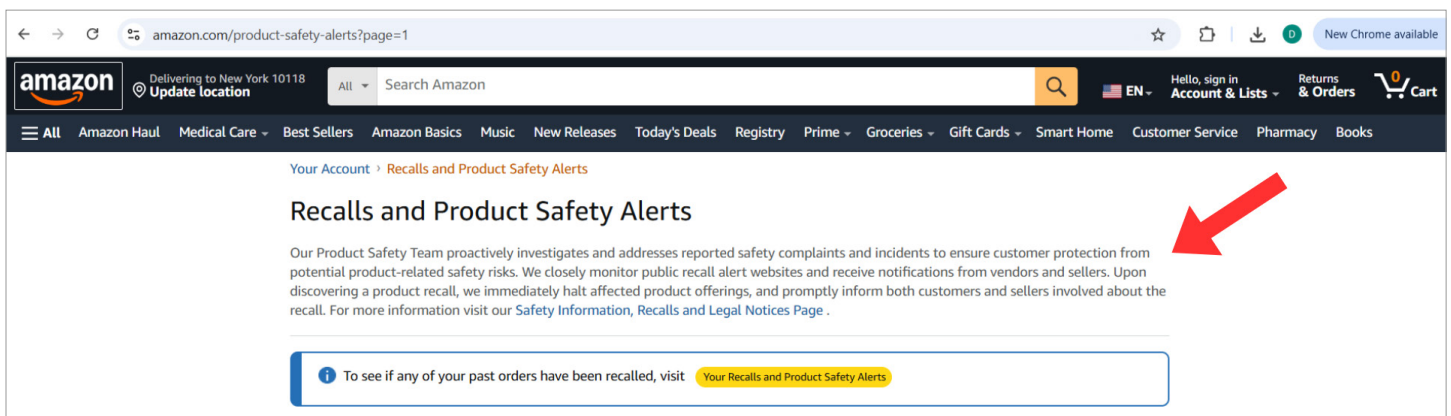 amazon.com/product-safety-alerts?page=1
D
New Chrome available
amazon
Delivering to New York 10118
Update location
All
Search Amazon
EN
Hello, sign in
Account & Lists
Returns
& Orders
0
Cart
All Amazon Haul Medical Care Best Sellers Amazon Basics Music New Releases Today's Deals Registry Prime Groceries Gift Cards Smart Home Customer Service Pharmacy Books
Your Account › Recalls and Product Safety Alerts
Recalls and Product Safety Alerts
Our Product Safety Team proactively investigates and addresses reported safety complaints and incidents to ensure customer protection from
potential product-related safety risks. We closely monitor public recall alert websites and receive notifications from vendors and sellers. Upon
discovering a product recall, we immediately halt affected product offerings, and promptly inform both customers and sellers involved about the
recall. For more information visit our Safety Information, Recalls and Legal Notices Page .
To see if any of your past orders have been recalled, visit Your Recalls and Product Safety Alerts